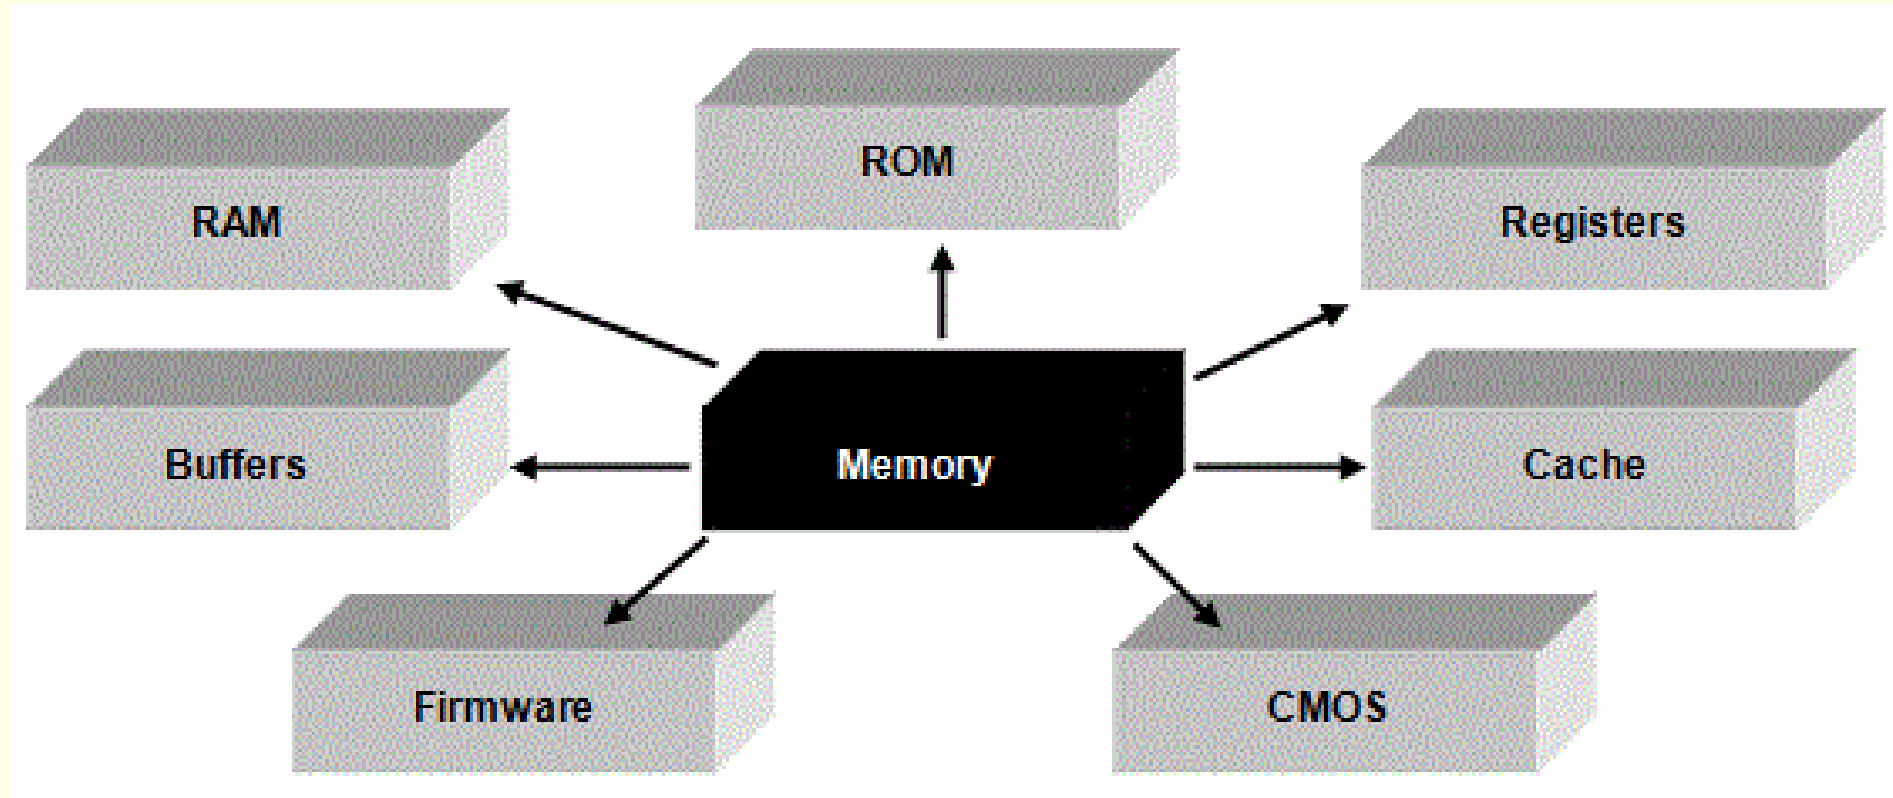 ROM
RAM
Registers
Buffers
Memory
Cache
Firmware
CMOS